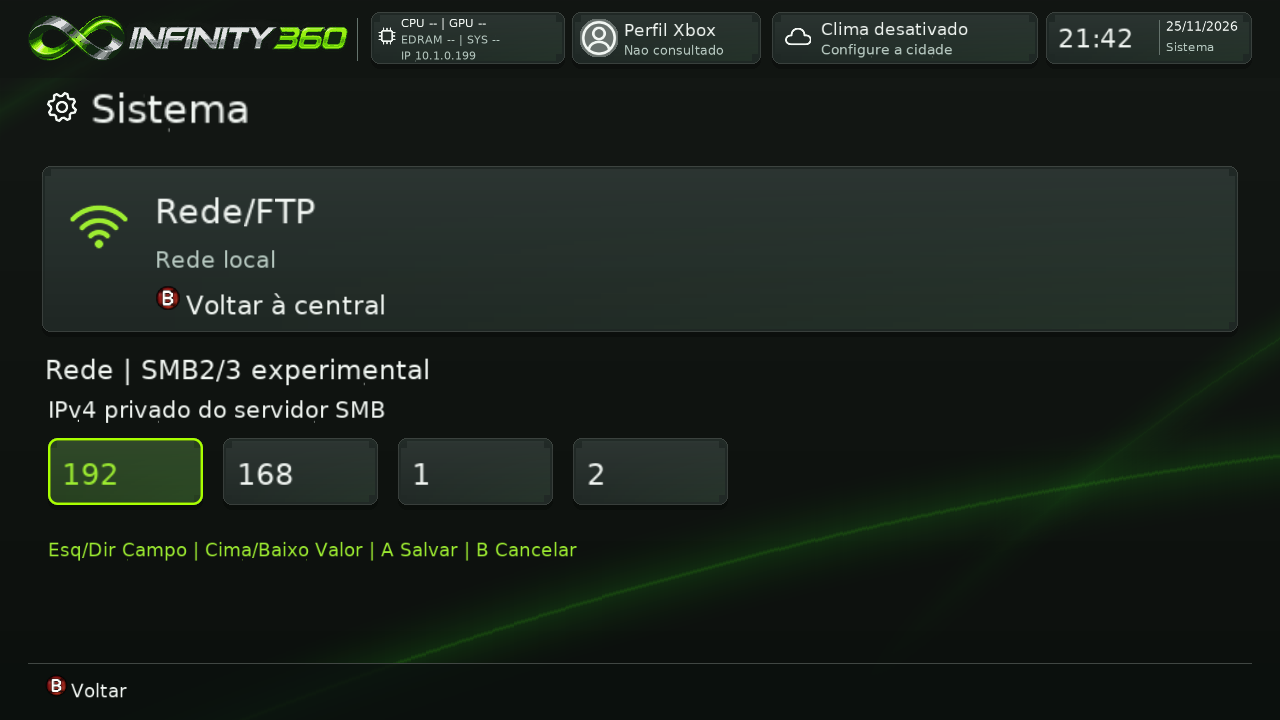 INFINITY 360
CPU -- | GPU --
EDRAM -- | SYS --
IP 10.1.0.199
Perfil Xbox
Nao consultado
Clima desativado
Configure a cidade
21:42
25/11/2026
Sistema
Sistema
Rede/FTP
Rede local
B Voltar à central
Rede | SMB2/3 experimental
IPv4 privado do servidor SMB
192 168 1 2
Esq/Dir Campo | Cima/Baixo Valor | A Salvar | B Cancelar
B Voltar